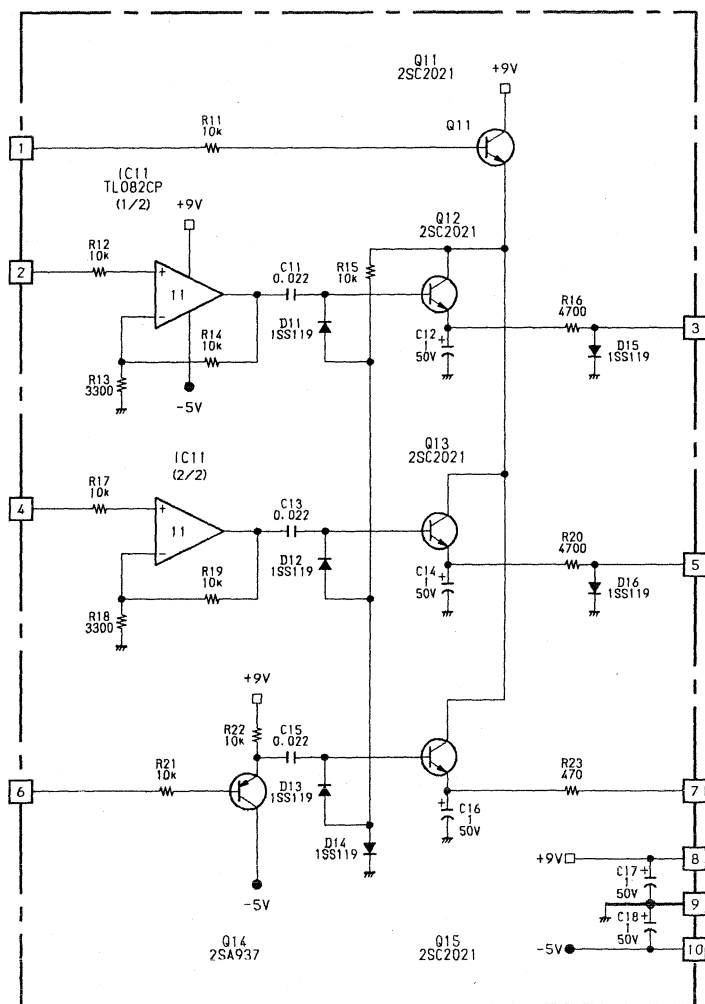 Q11
2SC2021
+9V
R11
10k
Q11
1
IC11
TL082CP
(1/2)
+9V
Q12
2SC2021
R12
10k
C11
0.022
R15
10k
2
+
11
−
R16
4700
3
D11
1SS119
C12
+
1
50V
D15
1SS119
R14
10k
R13
3300
-5V
IC11
(2/2)
Q13
2SC2021
R17
10k
C13
0.022
4
+
11
−
R20
4700
5
D12
1SS119
C14
+
1
50V
D16
1SS119
R19
10k
R18
3300
+9V
R22
10k
C15
0.022
R21
10k
R23
470
6
7
D13
1SS119
C16
+
1
50V
D14
1SS119
+9V
8
C17
+
1
50V
-5V
9
C18
+
1
50V
Q14
2SA937
Q15
2SC2021
-5V
10